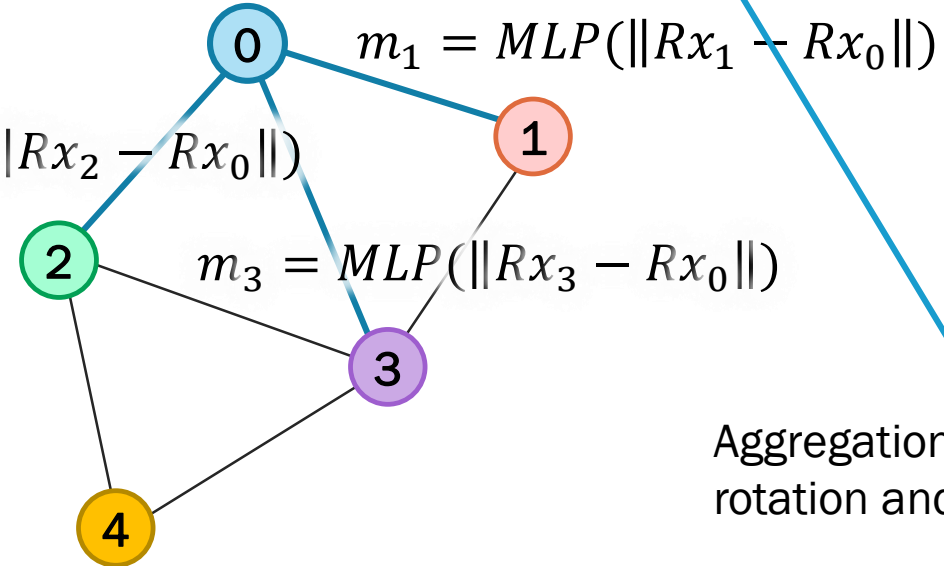 0
m₁ = MLP(‖Rx₁ − Rx₀‖)
1
|Rx₂ − Rx₀‖)
2
m₃ = MLP(‖Rx₃ − Rx₀‖)
3
Aggregation
rotation and
4